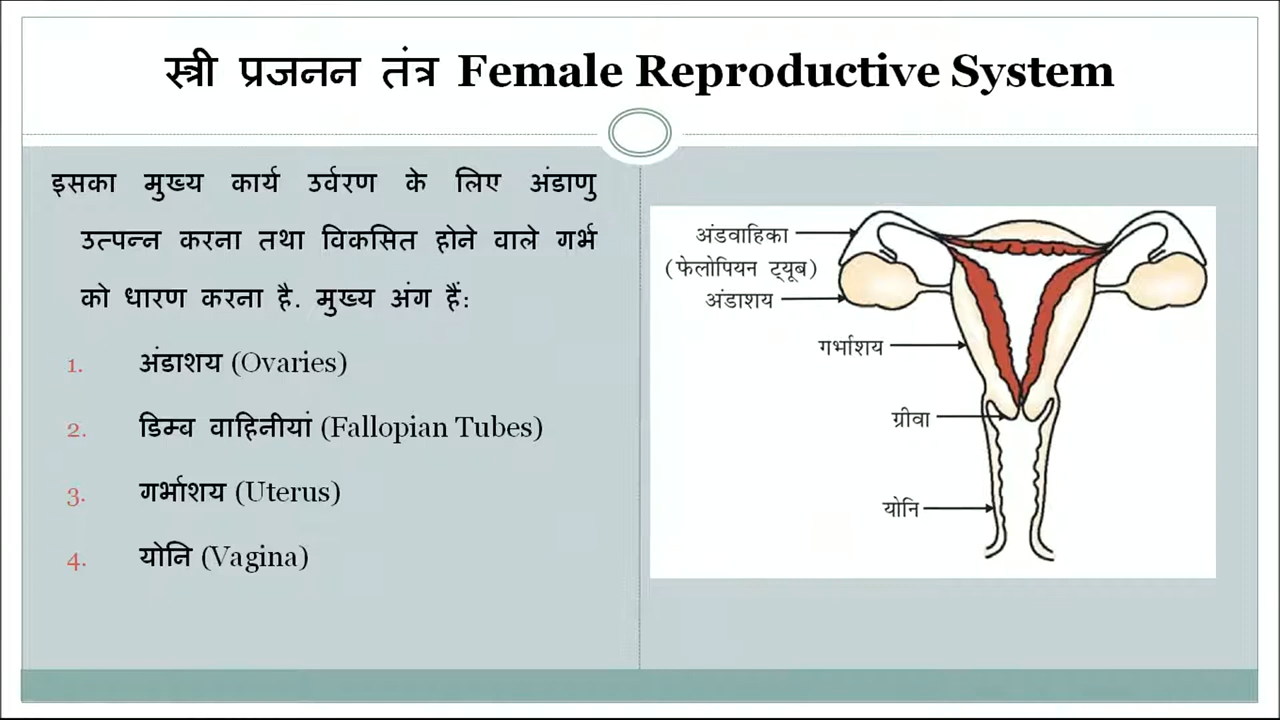 स्त्री प्रजनन तंत्र Female Reproductive System
इसका मुख्य कार्य उर्वरण के लिए अंडाणु
उत्पन्न करना तथा विकसित होने वाले गर्भ
को धारण करना है. मुख्य अंग हैं:
1. अंडाशय (Ovaries)
2. डिम्ब वाहिनीयां (Fallopian Tubes)
3. गर्भाशय (Uterus)
4. योनि (Vagina)
अंडवाहिका
(फेलोपियन ट्यूब)
अंडाशय
गर्भाशय
ग्रीवा
योनि